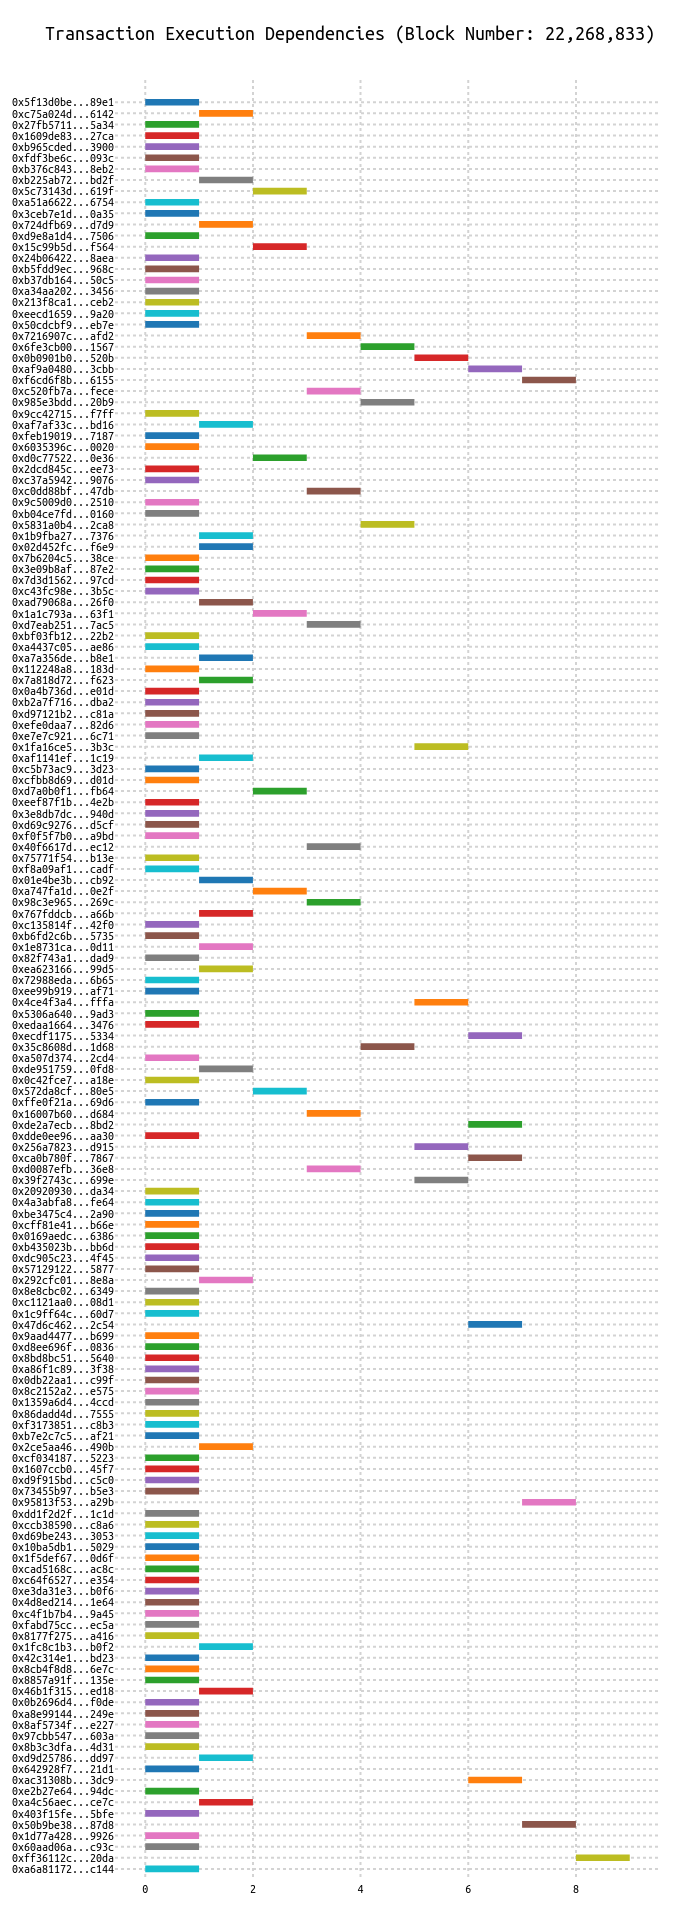 Transaction Execution Dependencies (Block Number: 22,268,833)
0x5f13d0be...89e1
0xc75a024d...6142
0x27fb5711...5a34
0x1609de83...27ca
0xb965cded...3900
0xfdf3be6c...093c
0xb376c843...8eb2
0xb225ab72...bd2f
0x5c73143d...619f
0xa51a6622...6754
0x3ceb7e1d...0a35
0x724dfb69...d7d9
0xd9e8a1d4...7506
0x15c99b5d...f564
0x24b06422...8aea
0xb5fdd9ec...968c
0xb37db164...50c5
0xa34aa202...3456
0x213f8ca1...ceb2
0xeecd1659...9a20
0x50cdcbf9...eb7e
0x7216907c...afd2
0x6fe3cb00...1567
0x0b0901b0...520b
0xaf9a0480...3cbb
0xf6cd6f8b...6155
0xc520fb7a...fece
0x985e3bdd...20b9
0x9cc42715...f7ff
0xaf7af33c...bd16
0xfeb19019...7187
0x6035396c...0020
0xd0c77522...0e36
0x2dcd845c...ee73
0xc37a5942...9076
0xc0dd88bf...47db
0x9c5009d0...2510
0xb04ce7fd...0160
0x5831a0b4...2ca8
0x1b9fba27...7376
0x02d452fc...f6e9
0x7b6204c5...38ce
0x3e09b8af...87e2
0x7d3d1562...97cd
0xc43fc98e...3b5c
0xad79068a...26f0
0x1a1c793a...63f1
0xd7eab251...7ac5
0xbf03fb12...22b2
0xa4437c05...ae86
0xa7a356de...b8e1
0x112248a8...183d
0x7a818d72...f623
0x0a4b736d...e01d
0xb2a7f716...dba2
0xd97121b2...c81a
0xefe0daa7...82d6
0xe7e7c921...6c71
0x1fa16ce5...3b3c
0xaf1141ef...1c19
0xc5b73ac9...3d23
0xcfbb8d69...d01d
0xd7a0b0f1...fb64
0xeef87f1b...4e2b
0x3e8db7dc...940d
0xd69c9276...d5cf
0xf0f5f7b0...a9bd
0x40f6617d...ec12
0x75771f54...b13e
0xf8a09af1...cadf
0x01e4be3b...cb92
0xa747fa1d...0e2f
0x98c3e965...269c
0x767fddcb...a66b
0xc135814f...42f0
0xb6fd2c6b...5735
0x1e8731ca...0d11
0x82f743a1...dad9
0xea623166...99d5
0x72988eda...6b65
0xee99b919...af71
0x4ce4f3a4...fffa
0x5306a640...9ad3
0xedaa1664...3476
0xecdf1175...5334
0x35c8608d...1d68
0xa507d374...2cd4
0xde951759...0fd8
0x0c42fce7...a18e
0x572da8cf...80e5
0xffe0f21a...69d6
0x16007b60...d684
0xde2a7ecb...8bd2
0xdde0ee96...aa30
0x256a7823...d915
0xca0b780f...7867
0xd0087efb...36e8
0x39f2743c...699e
0x20920930...da34
0x4a3abfa8...fe64
0xbe3475c4...2a90
0xcff81e41...b66e
0x0169aedc...6386
0xb435023b...bb6d
0xdc905c23...4f45
0x57129122...5877
0x292cfc01...8e8a
0x8e8cbc02...6349
0xc1121aa0...08d1
0x1c9ff64c...60d7
0x47d6c462...2c54
0x9aad4477...b699
0xd8ee696f...0836
0x8bd8bc51...5640
0xa86f1c89...3f38
0x0db22aa1...c99f
0x8c2152a2...e575
0x1359a6d4...4ccd
0x86dadd4d...7555
0xf3173851...c8b3
0xb7e2c7c5...af21
0x2ce5aa46...490b
0xcf034187...5223
0x1607ccb0...45f7
0xd9f915bd...c5c0
0x73455b97...b5e3
0x95813f53...a29b
0xdd1f2d2f...1c1d
0xccb38590...c8a6
0xd69be243...3053
0x10ba5db1...5029
0x1f5def67...0d6f
0xcad5168c...ac8c
0xc64f6527...e354
0xe3da31e3...b0f6
0x4d8ed214...1e64
0xc4f1b7b4...9a45
0xfabd75cc...ec5a
0x8177f275...a416
0x1fc8c1b3...b0f2
0x42c314e1...bd23
0x8cb4f8d8...6e7c
0x8857a91f...135e
0x46b1f315...ed18
0x0b2696d4...f0de
0xa8e99144...249e
0x8af5734f...e227
0x97cbb547...603a
0x8b3c3dfa...4d31
0xd9d25786...dd97
0x642928f7...21d1
0xac31308b...3dc9
0xe2b27e64...94dc
0xa4c56aec...ce7c
0x403f15fe...5bfe
0x50b9be38...87d8
0x1d77a428...9926
0x60aad06a...c93c
0xff36112c...20da
0xa6a81172...c144
0 2 4 6 8